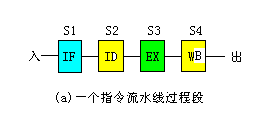 S1 S2 S3 S4
入 IF ID EX WB 出
(a)一个指令流水线过程段